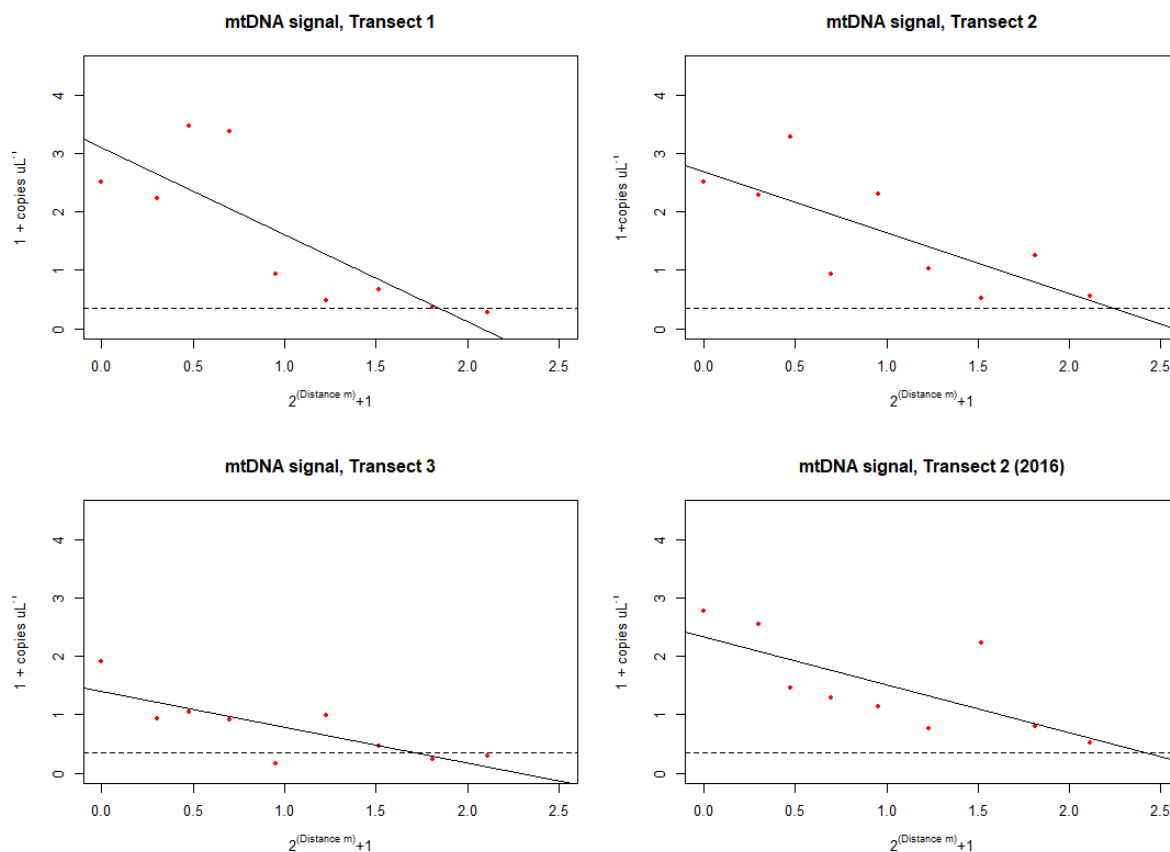 mtDNA signal, Transect 1
1 + copies uL⁻¹
4
3
2
1
0
0.0 0.5 1.0 1.5 2.0 2.5
2^(Distance m)+1
mtDNA signal, Transect 2
1+copies uL⁻¹
4
3
2
1
0
0.0 0.5 1.0 1.5 2.0 2.5
2^(Distance m)+1
mtDNA signal, Transect 3
1 + copies uL⁻¹
4
3
2
1
0
0.0 0.5 1.0 1.5 2.0 2.5
2^(Distance m)+1
mtDNA signal, Transect 2 (2016)
1 + copies uL⁻¹
4
3
2
1
0
0.0 0.5 1.0 1.5 2.0 2.5
2^(Distance m)+1